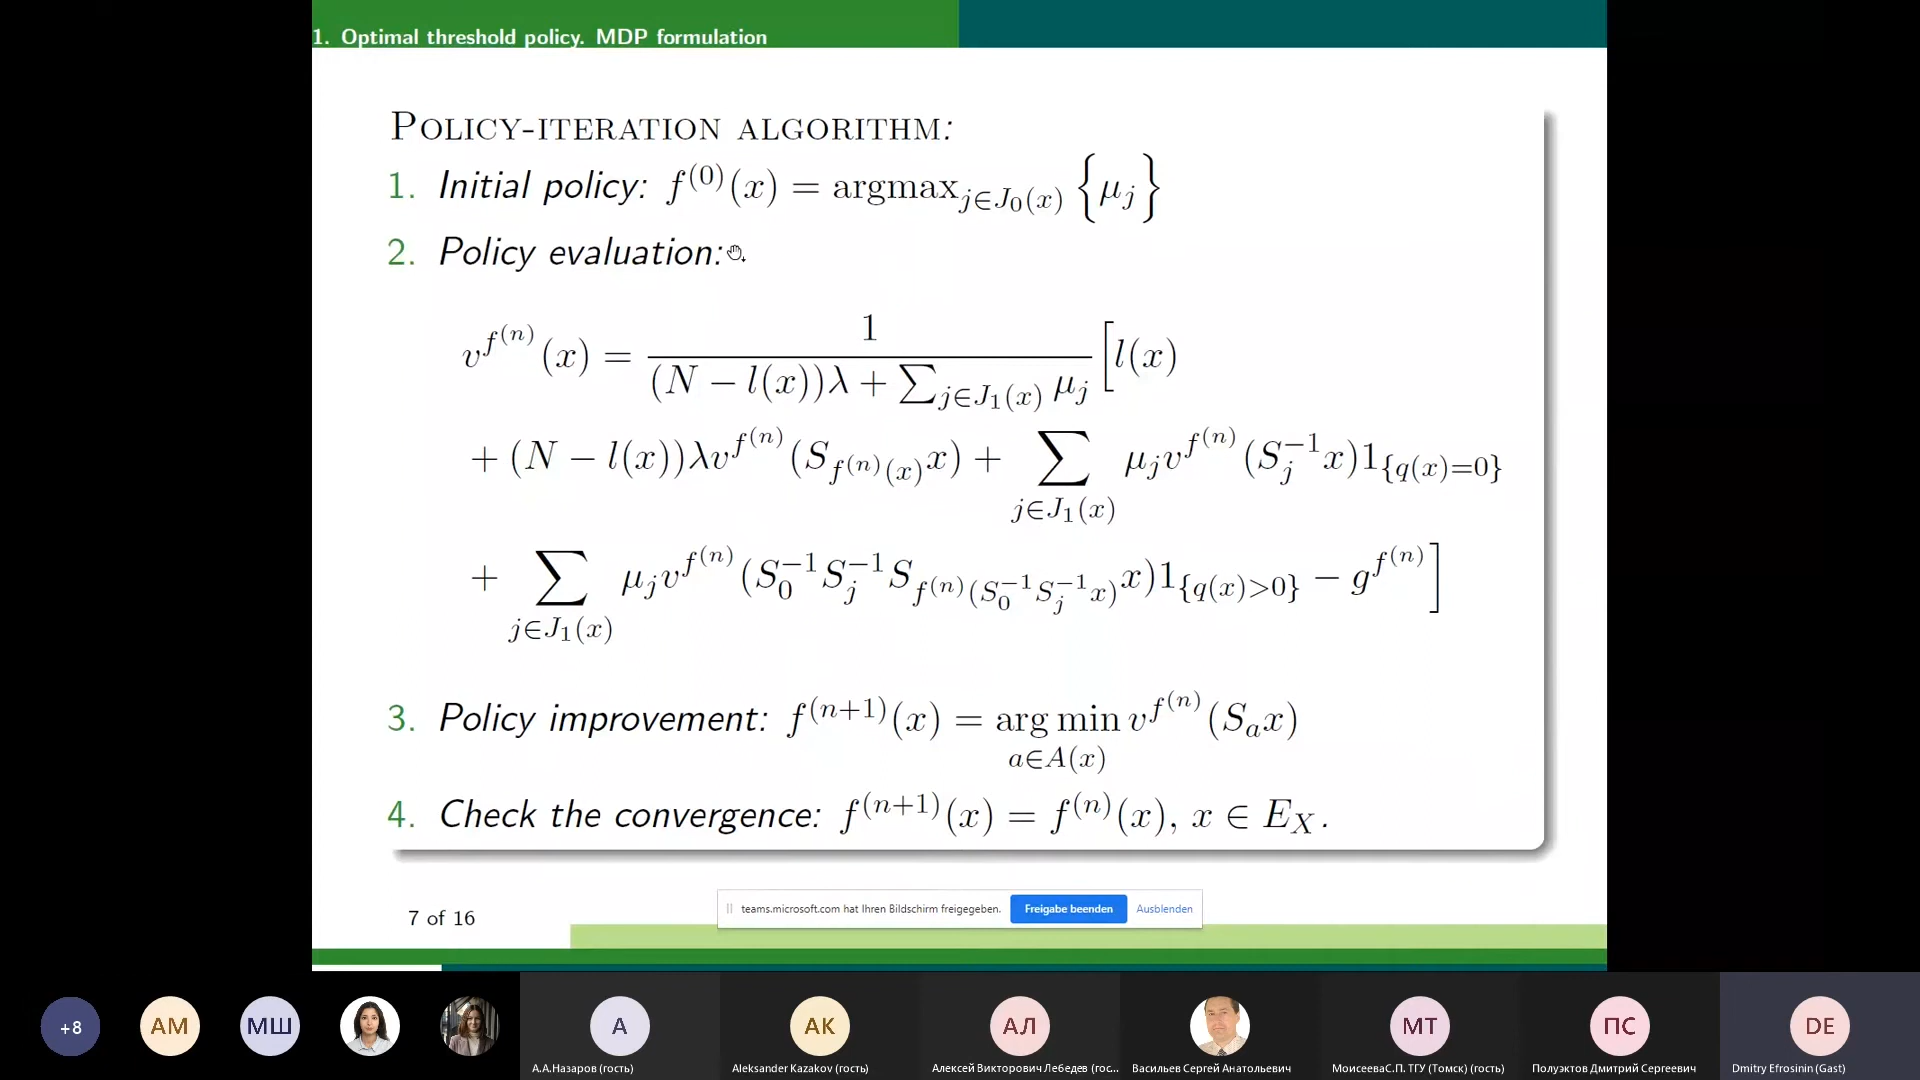 1. Optimal threshold policy. MDP formulation
POLICY-ITERATION ALGORITHM:
1. Initial policy: f^{(0)}(x) = argmax_{j∈J_0(x)} {μ_j}
2. Policy evaluation:
v^{f^{(n)}}(x) = \frac{1}{(N − l(x))λ + ∑_{j∈J_1(x)} μ_j} [l(x)
+ (N − l(x))λv^{f^{(n)}}(S_{f^{(n)}(x)}x) + ∑_{j∈J_1(x)} μ_j v^{f^{(n)}}(S_j^{−1}x)1_{\{q(x)=0\}}
+ ∑_{j∈J_1(x)} μ_j v^{f^{(n)}}(S_0^{−1}S_j^{−1}S_{f^{(n)}(S_0^{−1}S_j^{−1}x)}x)1_{\{q(x)>0\}} − g^{f^{(n)}}]
3. Policy improvement: f^{(n+1)}(x) = arg min_{a∈A(x)} v^{f^{(n)}}(S_a x)
4. Check the convergence: f^{(n+1)}(x) = f^{(n)}(x), x ∈ E_X.
7 of 16
teams.microsoft.com hat Ihren Bildschirm freigegeben. Freigabe beenden Ausblenden
+8 АМ МШ А АК АЛ МТ ПС DE
А.А.Назаров (гость) Aleksander Kazakov (гость) Алексей Викторович Лебедев (гос... Васильев Сергей Анатольевич МоисееваС.П. ТГУ (Томск) (гость) Полуэктов Дмитрий Сергеевич Dmitry Efrosinin (Gast)